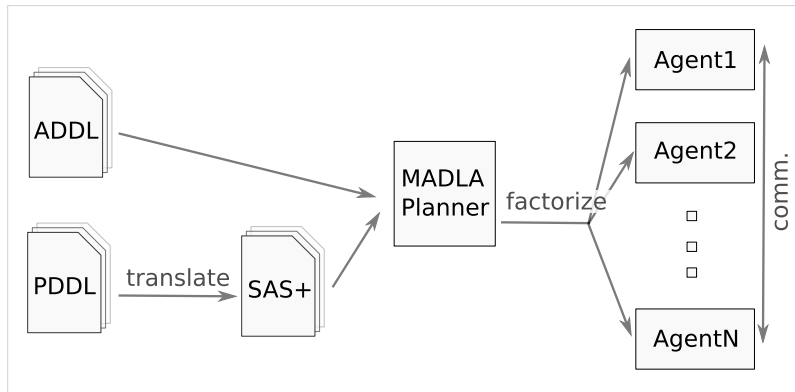 ADDL
PDDL
translate
SAS+
MADLA
Planner
factorize
Agent1
Agent2
AgentN
comm.